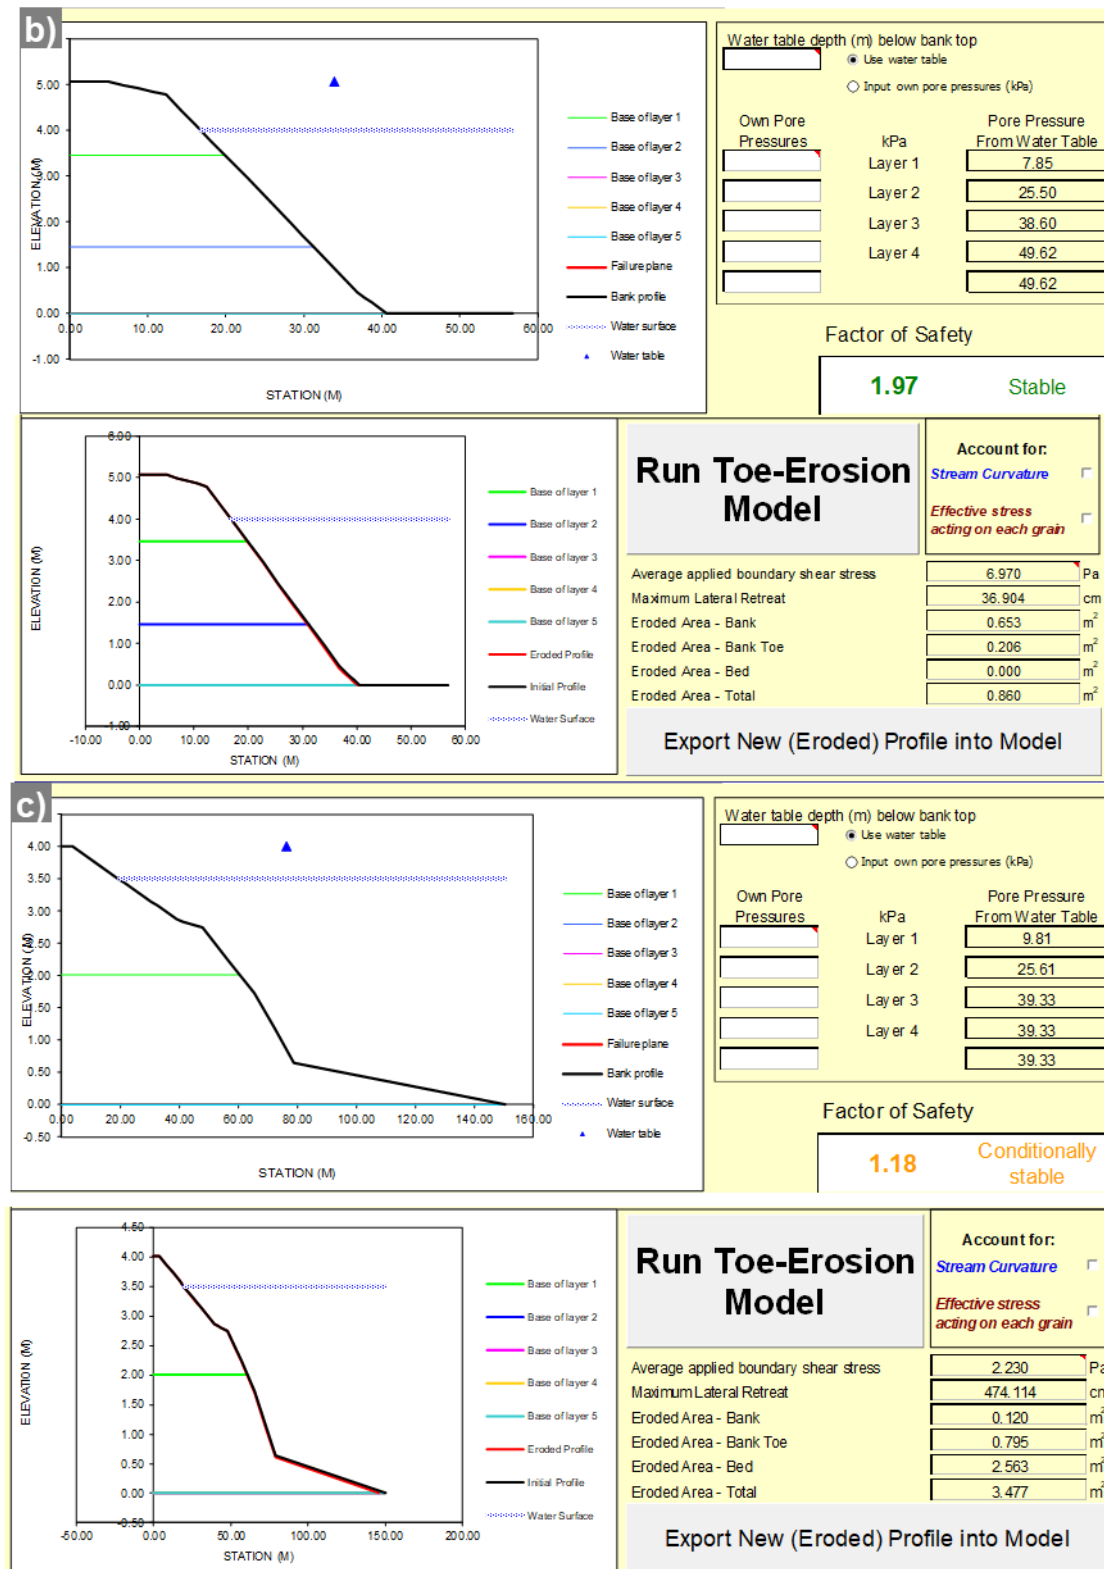 b)
5.00
4.00
3.00
2.00
1.00
0.00
-1.00
ELEVATION (M)
0.00 10.00 20.00 30.00 40.00 50.00 60.00
STATION (M)
Base of layer 1
Base of layer 2
Base of layer 3
Base of layer 4
Base of layer 5
Failure plane
Bank profile
Water surface
Water table
Water table depth (m) below bank top
Use water table
Input own pore pressures (kPa)
Own Pore Pore Pressure
Pressures kPa From Water Table
Layer 1 7.85
Layer 2 25.50
Layer 3 38.60
Layer 4 49.62
49.62
Factor of Safety
1.97 Stable
6.00
5.00
4.00
3.00
2.00
1.00
0.00
-1.00
ELEVATION (M)
-10.00 0.00 10.00 20.00 30.00 40.00 50.00 60.00
STATION (M)
Base of layer 1
Base of layer 2
Base of layer 3
Base of layer 4
Base of layer 5
Eroded Profile
Initial Profile
Water Surface
Run Toe-Erosion
Model
Account for:
Stream Curvature
Effective stress
acting on each grain
Average applied boundary shear stress 6.970 Pa
Maximum Lateral Retreat 36.904 cm
Eroded Area - Bank 0.653 m²
Eroded Area - Bank Toe 0.206 m²
Eroded Area - Bed 0.000 m²
Eroded Area - Total 0.860 m²
Export New (Eroded) Profile into Model
c)
4.00
3.50
3.00
2.50
2.00
1.50
1.00
0.50
0.00
-0.50
ELEVATION (M)
0.00 20.00 40.00 60.00 80.00 100.00 120.00 140.00 160.00
STATION (M)
Base of layer 1
Base of layer 2
Base of layer 3
Base of layer 4
Base of layer 5
Failure plane
Bank profile
Water surface
Water table
Water table depth (m) below bank top
Use water table
Input own pore pressures (kPa)
Own Pore Pore Pressure
Pressures kPa From Water Table
Layer 1 9.81
Layer 2 25.61
Layer 3 39.33
Layer 4 39.33
39.33
Factor of Safety
1.18 Conditionally
stable
4.50
4.00
3.50
3.00
2.50
2.00
1.50
1.00
0.50
0.00
-0.50
ELEVATION (M)
-50.00 0.00 50.00 100.00 150.00 200.00
STATION (M)
Base of layer 1
Base of layer 2
Base of layer 3
Base of layer 4
Base of layer 5
Eroded Profile
Initial Profile
Water Surface
Run Toe-Erosion
Model
Account for:
Stream Curvature
Effective stress
acting on each grain
Average applied boundary shear stress 2.230 Pa
Maximum Lateral Retreat 474.114 cm
Eroded Area - Bank 0.120 m²
Eroded Area - Bank Toe 0.795 m²
Eroded Area - Bed 2.563 m²
Eroded Area - Total 3.477 m²
Export New (Eroded) Profile into Model